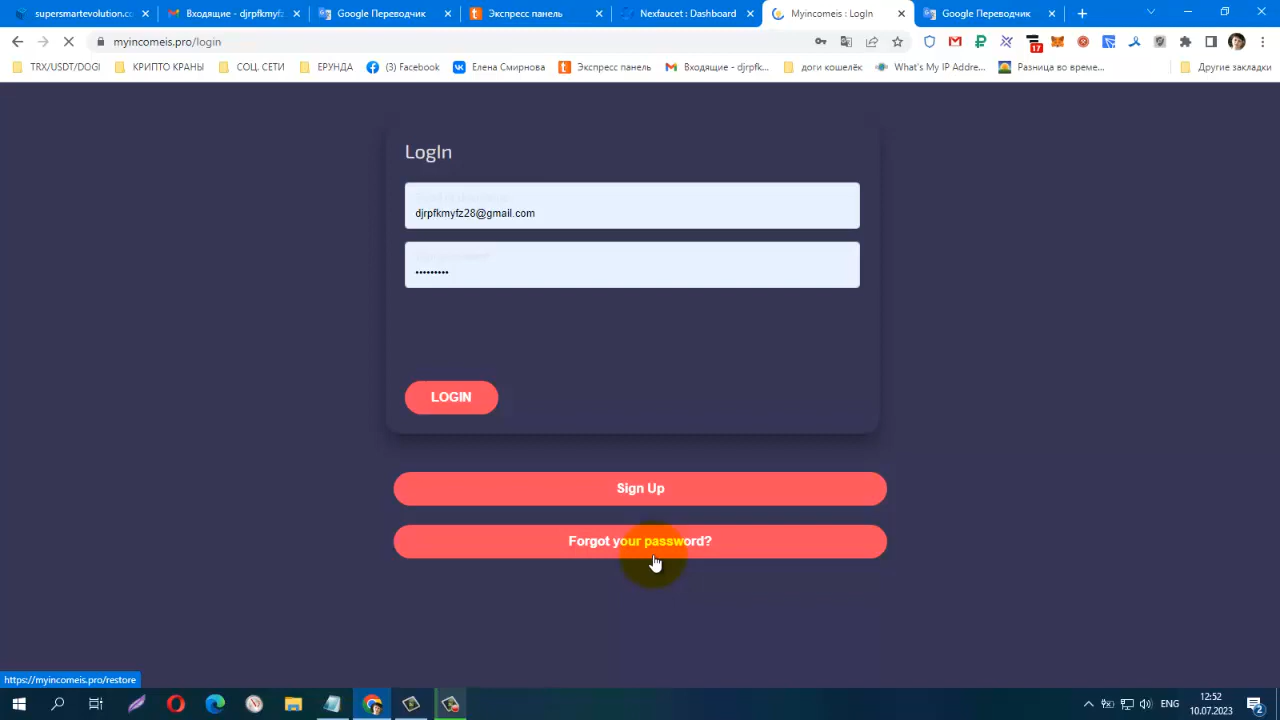 supersmartevolution.c
Входящие - djrpfkmyfz
Google Переводчик
Экспресс панель
Nexfaucet : Dashboard
Myincomeis : LogIn
Google Переводчик
myincomeis.pro/login
17
TRX/USDT/DOGI
КРИПТО КРАНЫ
СОЦ. СЕТИ
ЕРУНДА
(3) Facebook
Елена Смирнова
Экспресс панель
Входящие - djrpfk...
доги кошелёк
What's My IP Addre...
Разница во време...
Другие закладки
LogIn
djrpfkmyfz28@gmail.com
•••••••••
LOGIN
Sign Up
Forgot your password?
https://myincomeis.pro/restore
ENG
12:52
10.07.2023
2